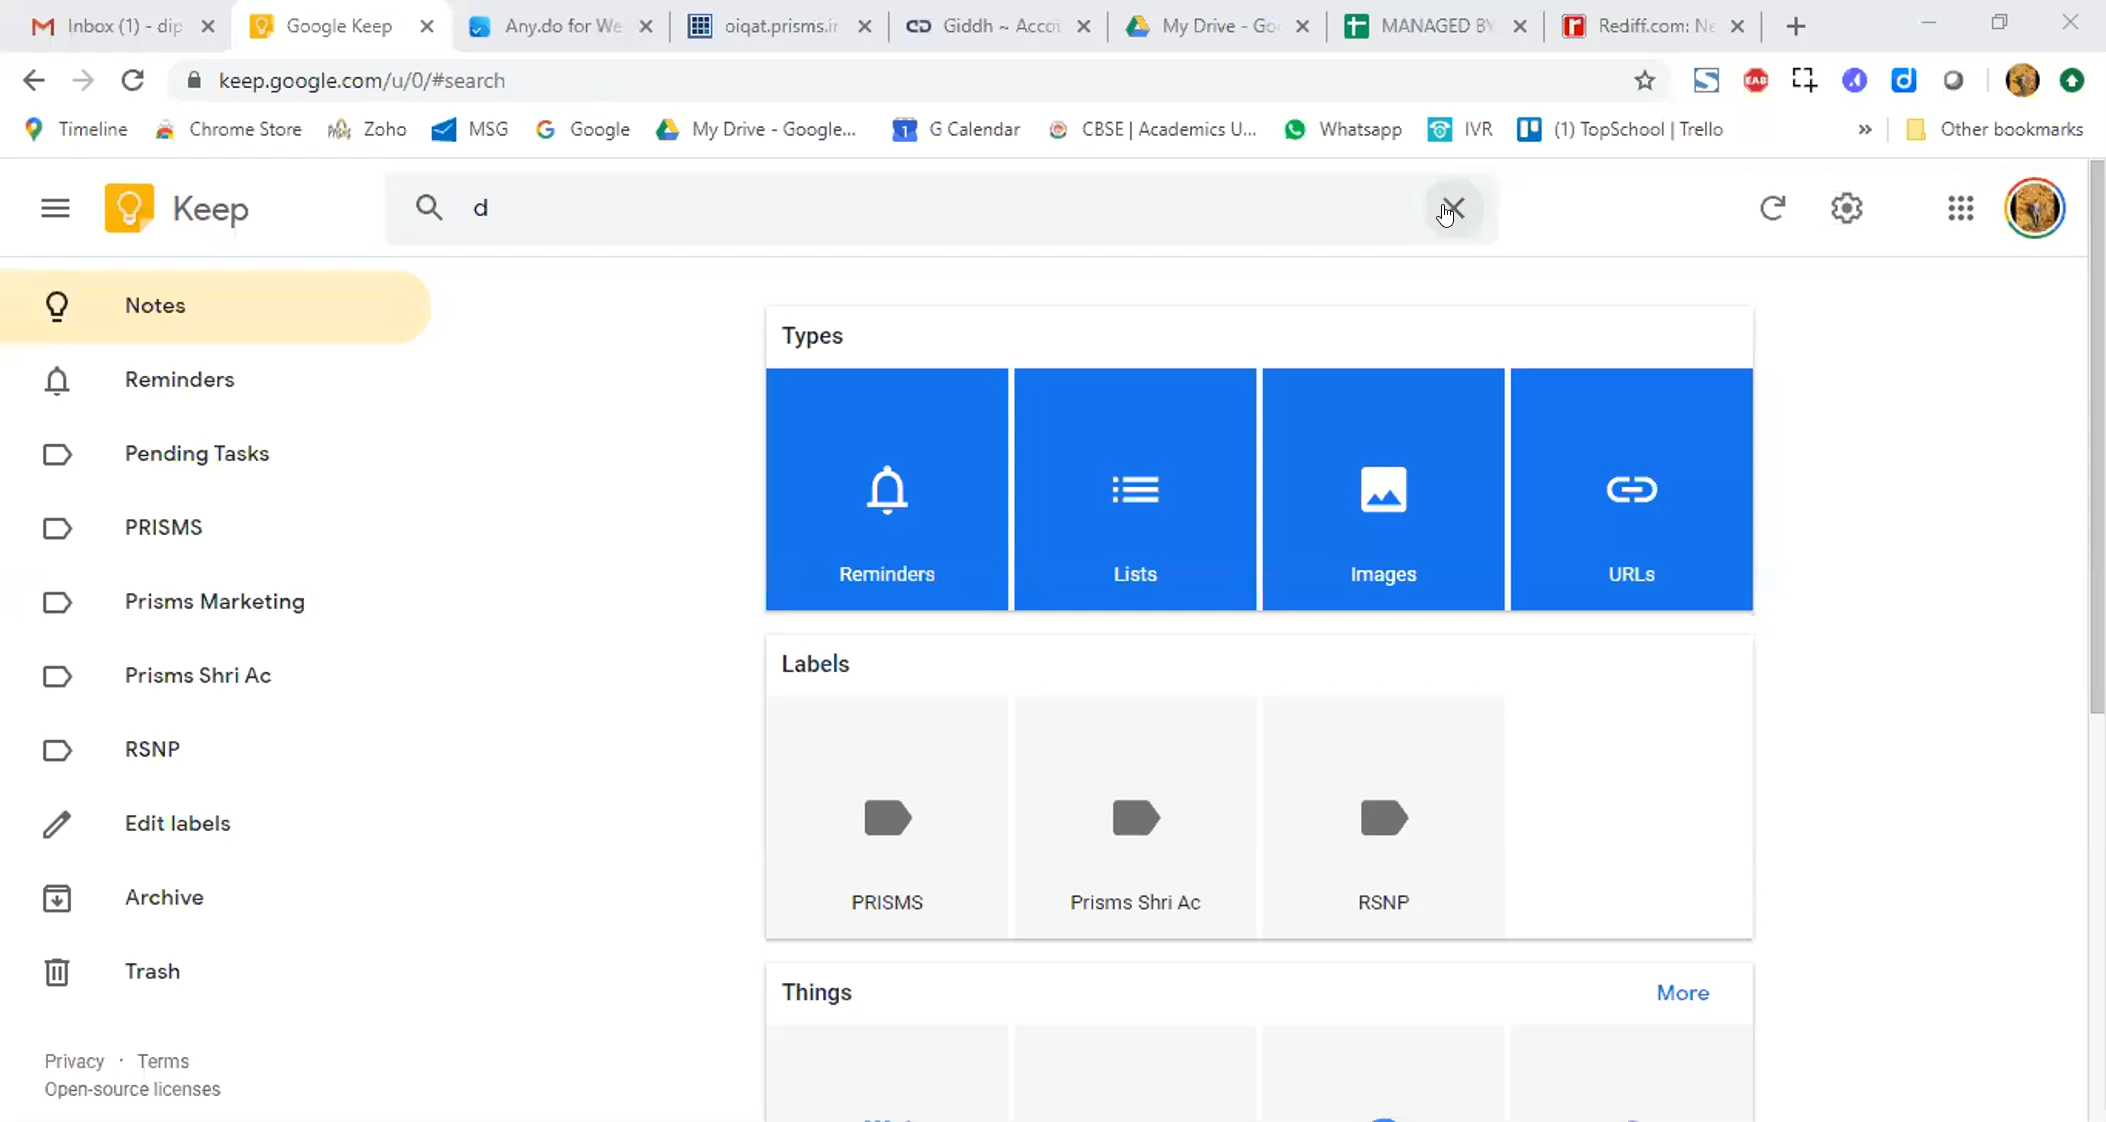 Inbox (1) - dip
Google Keep
Any.do for We
oiqat.prisms.ir
Giddh ~ Accou
My Drive - Goo
MANAGED BY
Rediff.com: Ne
keep.google.com/u/0/#search
Timeline
Chrome Store
Zoho
MSG
Google
My Drive - Google...
G Calendar
CBSE | Academics U...
Whatsapp
IVR
(1) TopSchool | Trello
»
Other bookmarks
Keep
d
Notes
Reminders
Pending Tasks
PRISMS
Prisms Marketing
Prisms Shri Ac
RSNP
Edit labels
Archive
Trash
Privacy · Terms
Open-source licenses
Types
Reminders
Lists
Images
URLs
Labels
PRISMS
Prisms Shri Ac
RSNP
Things
More